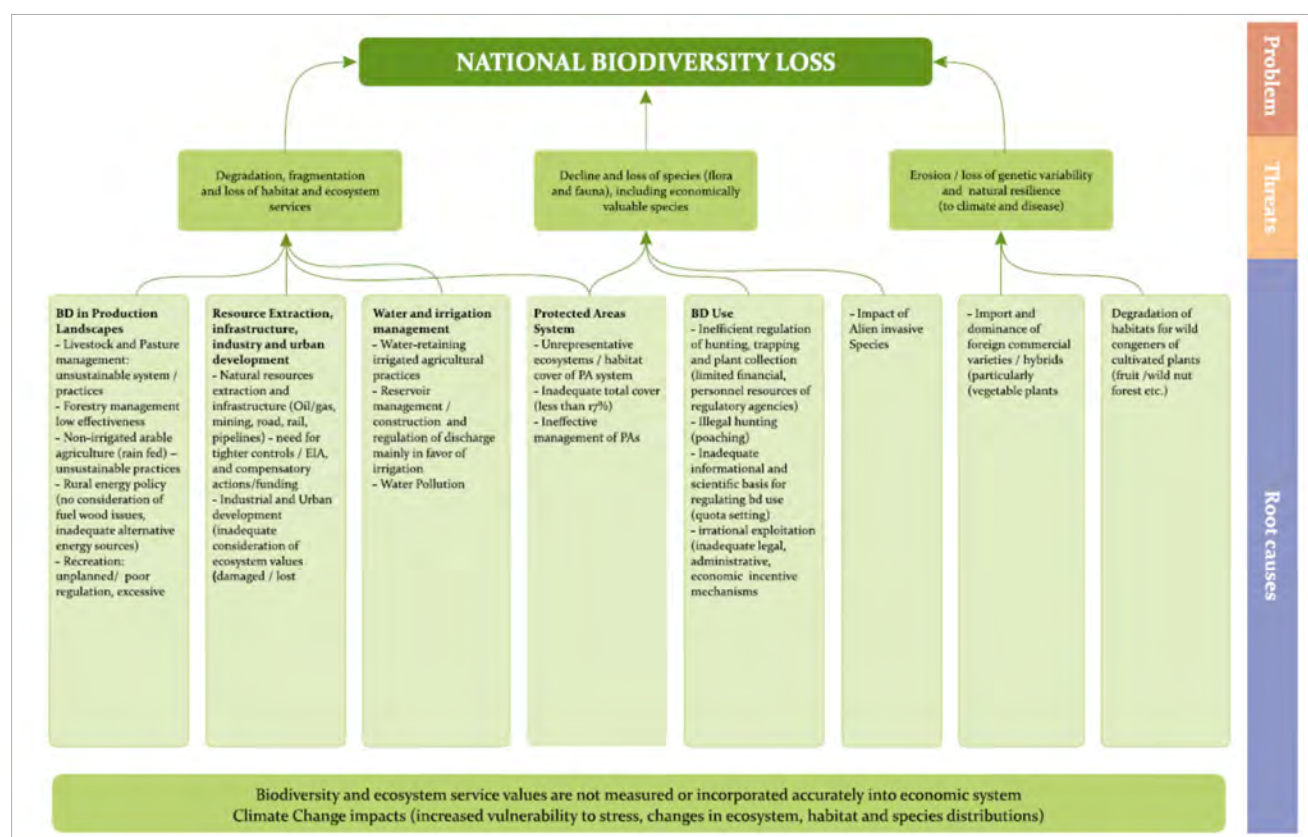 NATIONAL BIODIVERSITY LOSS
Degradation, fragmentation
and loss of habitat and ecosystem
services
Decline and loss of species (flora
and fauna), including economically
valuable species
Erosion / loss of genetic variability
and natural resilience
(to climate and disease)
BD in Production
Landscapes
- Livestock and Pasture
management:
unsustainable system /
practices
- Forestry management
low effectiveness
- Non-irrigated arable
agriculture (rain fed) –
unsustainable practices
- Rural energy policy
(no consideration of
fuel wood issues,
inadequate alternative
energy sources)
- Recreation:
unplanned/ poor
regulation, excessive
Resource Extraction,
infrastructure,
industry and urban
development
- Natural resources
extraction and
infrastructure (Oil/gas,
mining, road, rail,
pipelines) - need for
tighter controls / EIA,
and compensatory
actions/funding
- Industrial and Urban
development
(inadequate
consideration of
ecosystem values
(damaged / lost
Water and irrigation
management
- Water-retaining
irrigated agricultural
practices
- Reservoir
management /
construction and
regulation of discharge
mainly in favor of
irrigation
- Water Pollution
Protected Areas
System
- Unrepresentative
ecosystems / habitat
cover of PA system
- Inadequate total cover
(less than 17%)
- Ineffective
management of PAs
BD Use
- Inefficient regulation
of hunting, trapping
and plant collection
(limited financial,
personnel resources of
regulatory agencies)
- Illegal hunting
(poaching)
- Inadequate
informational and
scientific basis for
regulating bd use
(quota setting)
- irrational exploitation
(inadequate legal,
administrative,
economic incentive
mechanisms
- Impact of
Alien invasive
Species
- Import and
dominance of
foreign commercial
varieties / hybrids
(particularly
(vegetable plants
Degradation of
habitats for wild
congeners of
cultivated plants
(fruit /wild nut
forest etc.)
Biodiversity and ecosystem service values are not measured or incorporated accurately into economic system
Climate Change impacts (increased vulnerability to stress, changes in ecosystem, habitat and species distributions)
Problem
Threats
Root causes